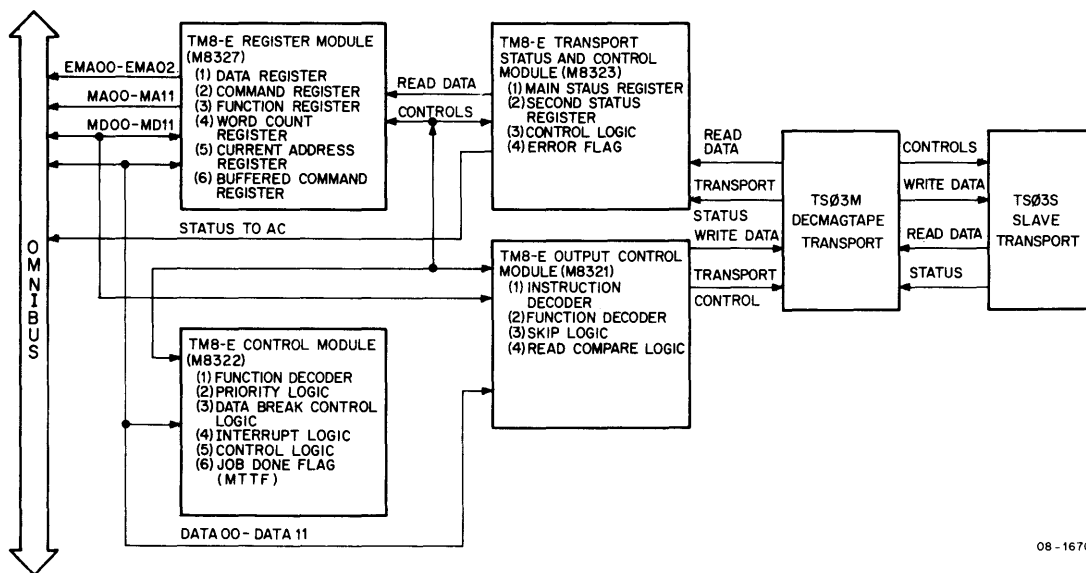 OMNIBUS
EMA00-EMA02
MA00-MA11
MD00-MD11
STATUS TO AC
DATA 00-DATA 11
TM8-E REGISTER MODULE
(M8327)
(1) DATA REGISTER
(2) COMMAND REGISTER
(3) FUNCTION REGISTER
(4) WORD COUNT
REGISTER
(5) CURRENT ADDRESS
REGISTER
(6) BUFFERED COMMAND
REGISTER
READ DATA
CONTROLS
TM8-E TRANSPORT
STATUS AND CONTROL
MODULE (M8323)
(1) MAIN STAUS REGISTER
(2) SECOND STATUS
REGISTER
(3) CONTROL LOGIC
(4) ERROR FLAG
TM8-E CONTROL MODULE
(M8322)
(1) FUNCTION DECODER
(2) PRIORITY LOGIC
(3) DATA BREAK CONTROL
LOGIC
(4) INTERRUPT LOGIC
(5) CONTROL LOGIC
(6) JOB DONE FLAG
(MTTF)
TM8-E OUTPUT CONTROL
MODULE (M8321)
(1) INSTRUCTION
DECODER
(2) FUNCTION DECODER
(3) SKIP LOGIC
(4) READ COMPARE LOGIC
READ
DATA
TRANSPORT
STATUS
WRITE DATA
TRANSPORT
CONTROL
TSØ3M
DECMAGTAPE
TRANSPORT
CONTROLS
WRITE DATA
READ DATA
STATUS
TSØ3S
SLAVE
TRANSPORT
08-1670